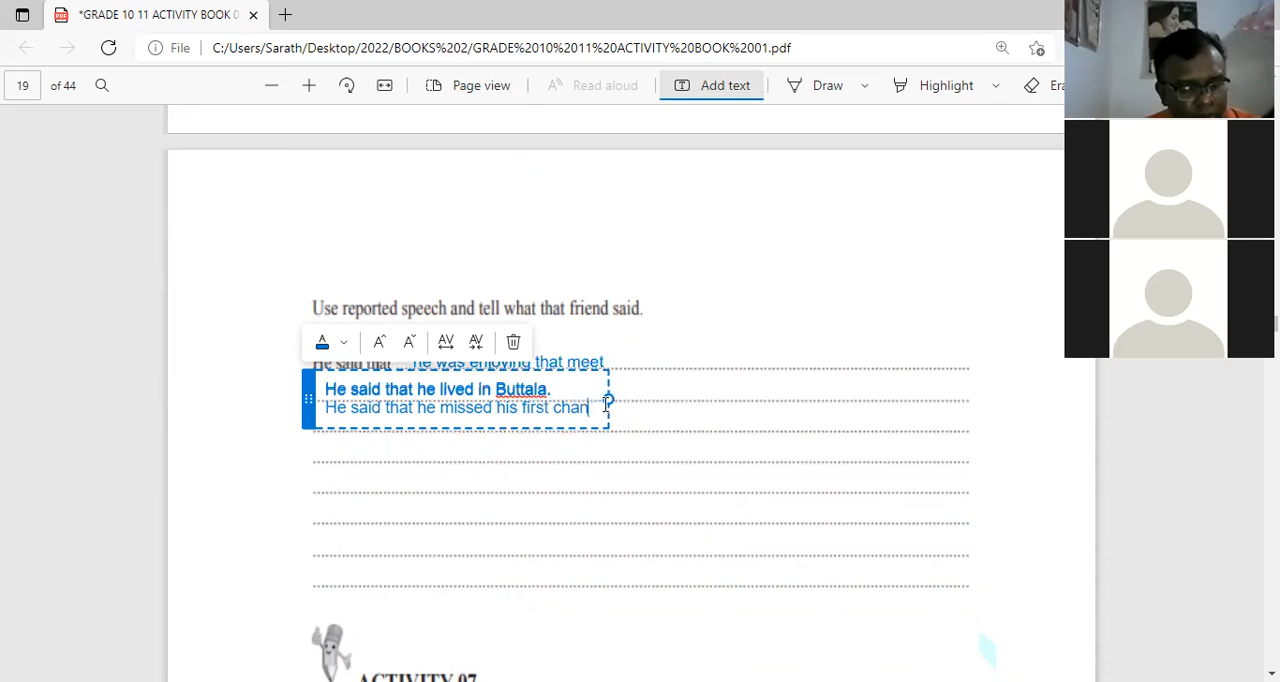 *GRADE 10 11 ACTIVITY BOOK 0
File C:/Users/Sarath/Desktop/2022/BOOKS%202/GRADE%2010%2011%20ACTIVITY%20BOOK%2001.pdf
19 of 44 Page view Read aloud Add text Draw Highlight Era
Use reported speech and tell what that friend said.
He said that he was enjoying that meet
He said that he lived in Buttala.
He said that he missed his first chan
ACTIVITY 07